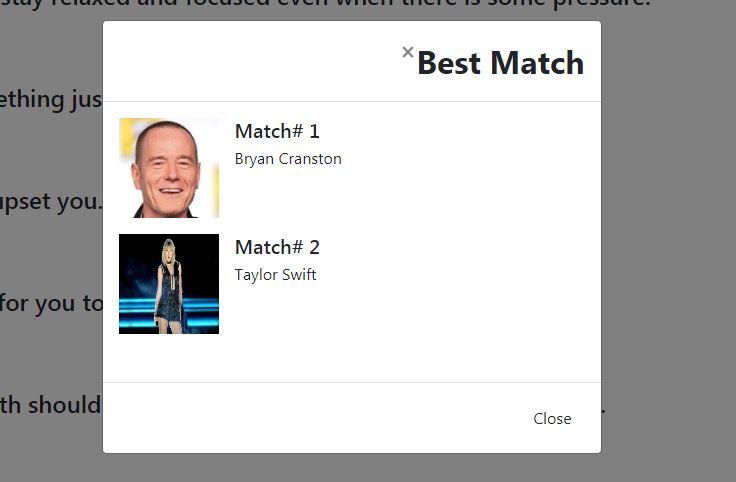 stay relaxed and focused even when there is some pressure.
× Best Match
ething jus
Match# 1
Bryan Cranston
upset you.
Match# 2
Taylor Swift
for you to
th should
.
Close